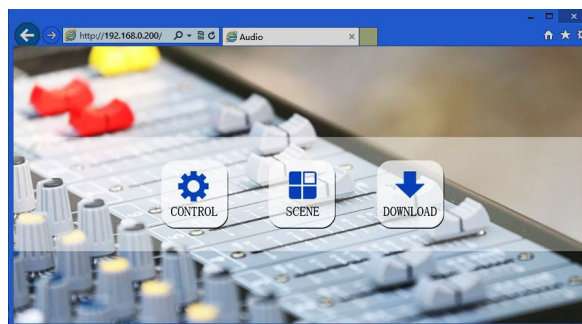 http://192.168.0.200/
Audio
CONTROL
SCENE
DOWNLOAD